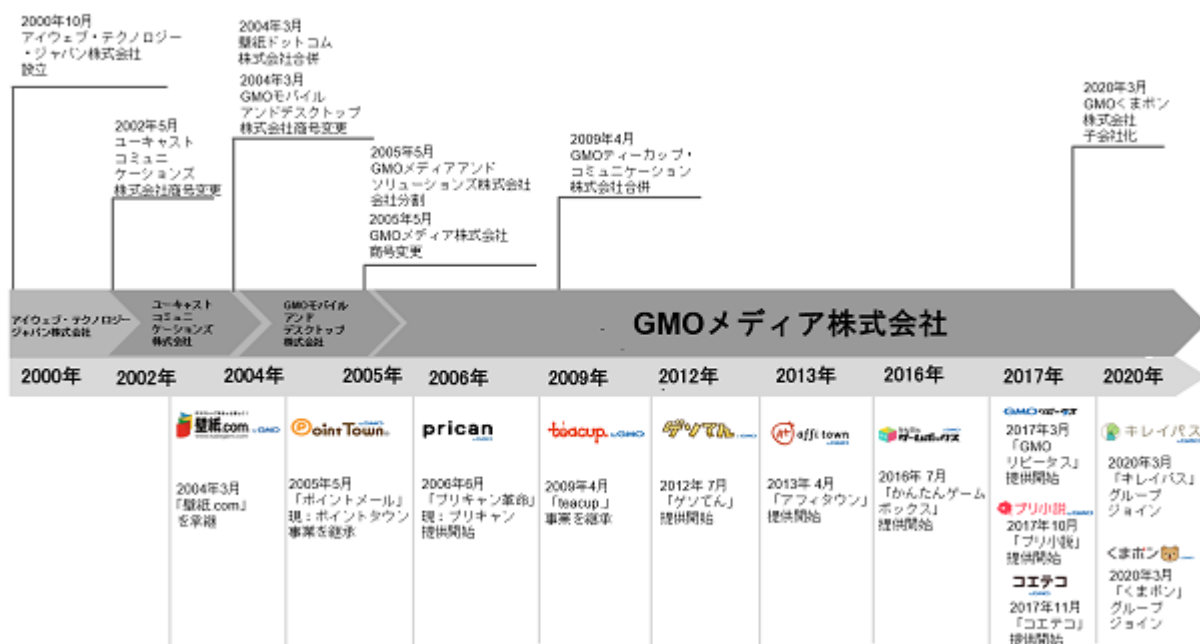 2000年10月
アイウェブ・テクノロジー
・ジャパン株式会社
設立
2002年5月
ユーキャスト
コミュニ
ケーションズ
株式会社商号変更
2004年3月
壁紙ドットコム
株式会社合併
2004年3月
GMOモバイル
アンドデスクトップ
株式会社商号変更
2005年5月
GMOメディアアンド
ソリューションズ株式会社
会社分割
2005年5月
GMOメディア株式会社
商号変更
2009年4月
GMOティーカップ・
コミュニケーション
株式会社合併
2020年3月
GMOくまポン
株式会社
子会社化
アイウェブ・テクノロジー
ジャパン株式会社
ユーキャスト
コミュニ
ケーションズ
株式会社
GMOモバイル
アンド
デスクトップ
株式会社
GMOメディア株式会社
2000年
2002年
2004年
2005年
2006年
2009年
2012年
2013年
2016年
2017年
2020年
壁紙.com byGMO
2004年3月
「壁紙.com」
を承継
PointTown
2005年5月
「ポイントメール」
現:ポイントタウン
事業を継承
prican
2006年6月
「プリキャン革命」
現:プリキャン
提供開始
teacup. byGMO
2009年4月
「teacup.」
事業を継承
ゲソてん
2012年 7月
「ゲソてん」
提供開始
affi town
2013年 4月
「アフィタウン」
提供開始
かんたん
ゲームボックス
2016年 7月
「かんたんゲーム
ボックス」
提供開始
GMOリピータス
2017年3月
「GMO
リピータス」
提供開始
プリ小説
2017年10月
「プリ小説」
提供開始
コエテコ
byGMO
2017年11月
「コエテコ」
提供開始
キレイパス
2020年3月
「キレイパス」
グループ
ジョイン
くまポン
2020年3月
「くまポン」
グループ
ジョイン